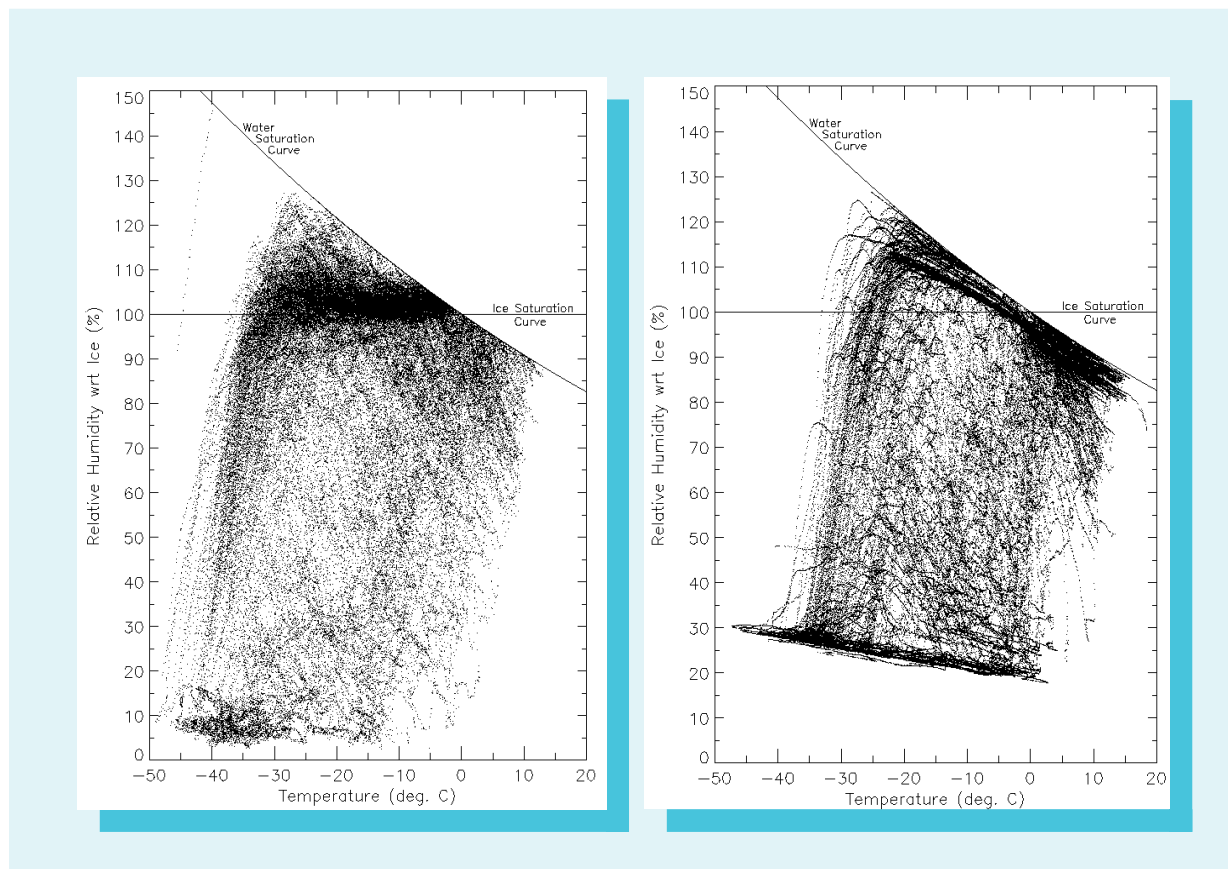 150
140
130
120
110
100
90
80
70
60
50
40
30
20
10
0
Relative Humidity wrt Ice (%)
Water
Saturation
Curve
Ice Saturation
Curve
−50 −40 −30 −20 −10 0 10 20
Temperature (deg. C)
150
140
130
120
110
100
90
80
70
60
50
40
30
20
10
0
Relative Humidity wrt Ice (%)
Water
Saturation
Curve
Ice Saturation
Curve
−50 −40 −30 −20 −10 0 10 20
Temperature (deg. C)